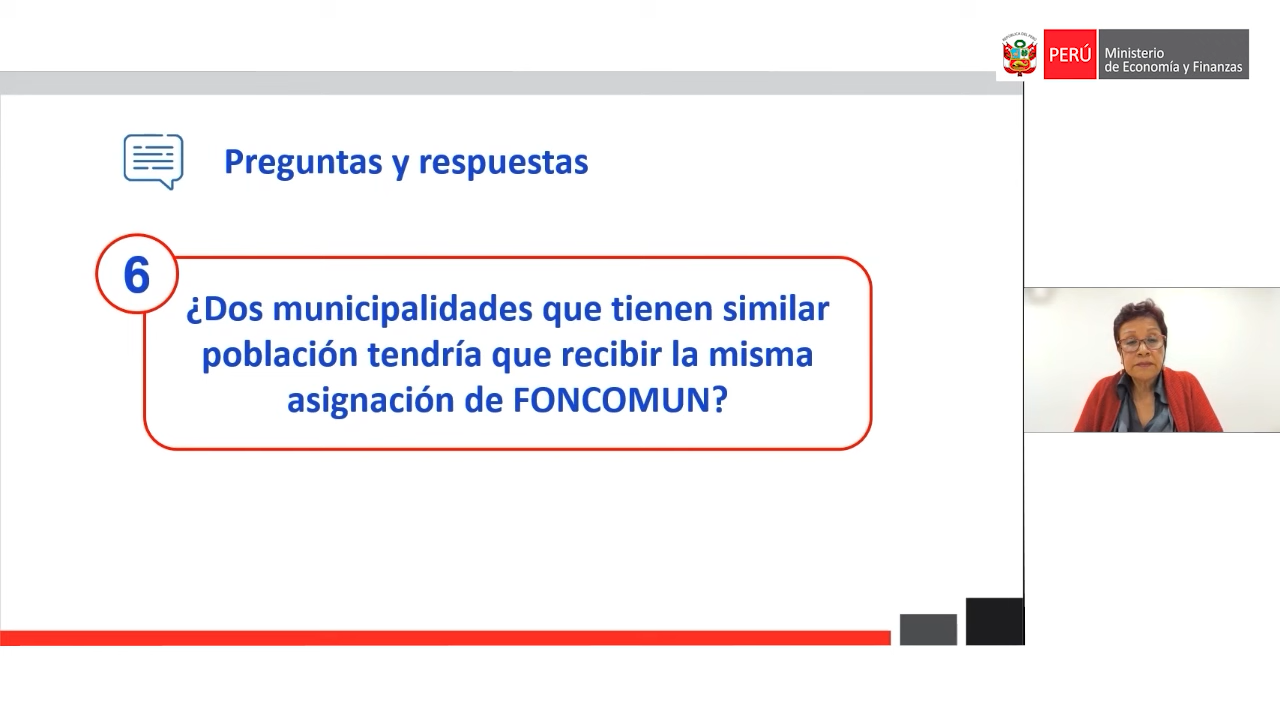 PERÚ
Ministerio
de Economía y Finanzas
Preguntas y respuestas
6
¿Dos municipalidades que tienen similar
población tendría que recibir la misma
asignación de FONCOMUN?